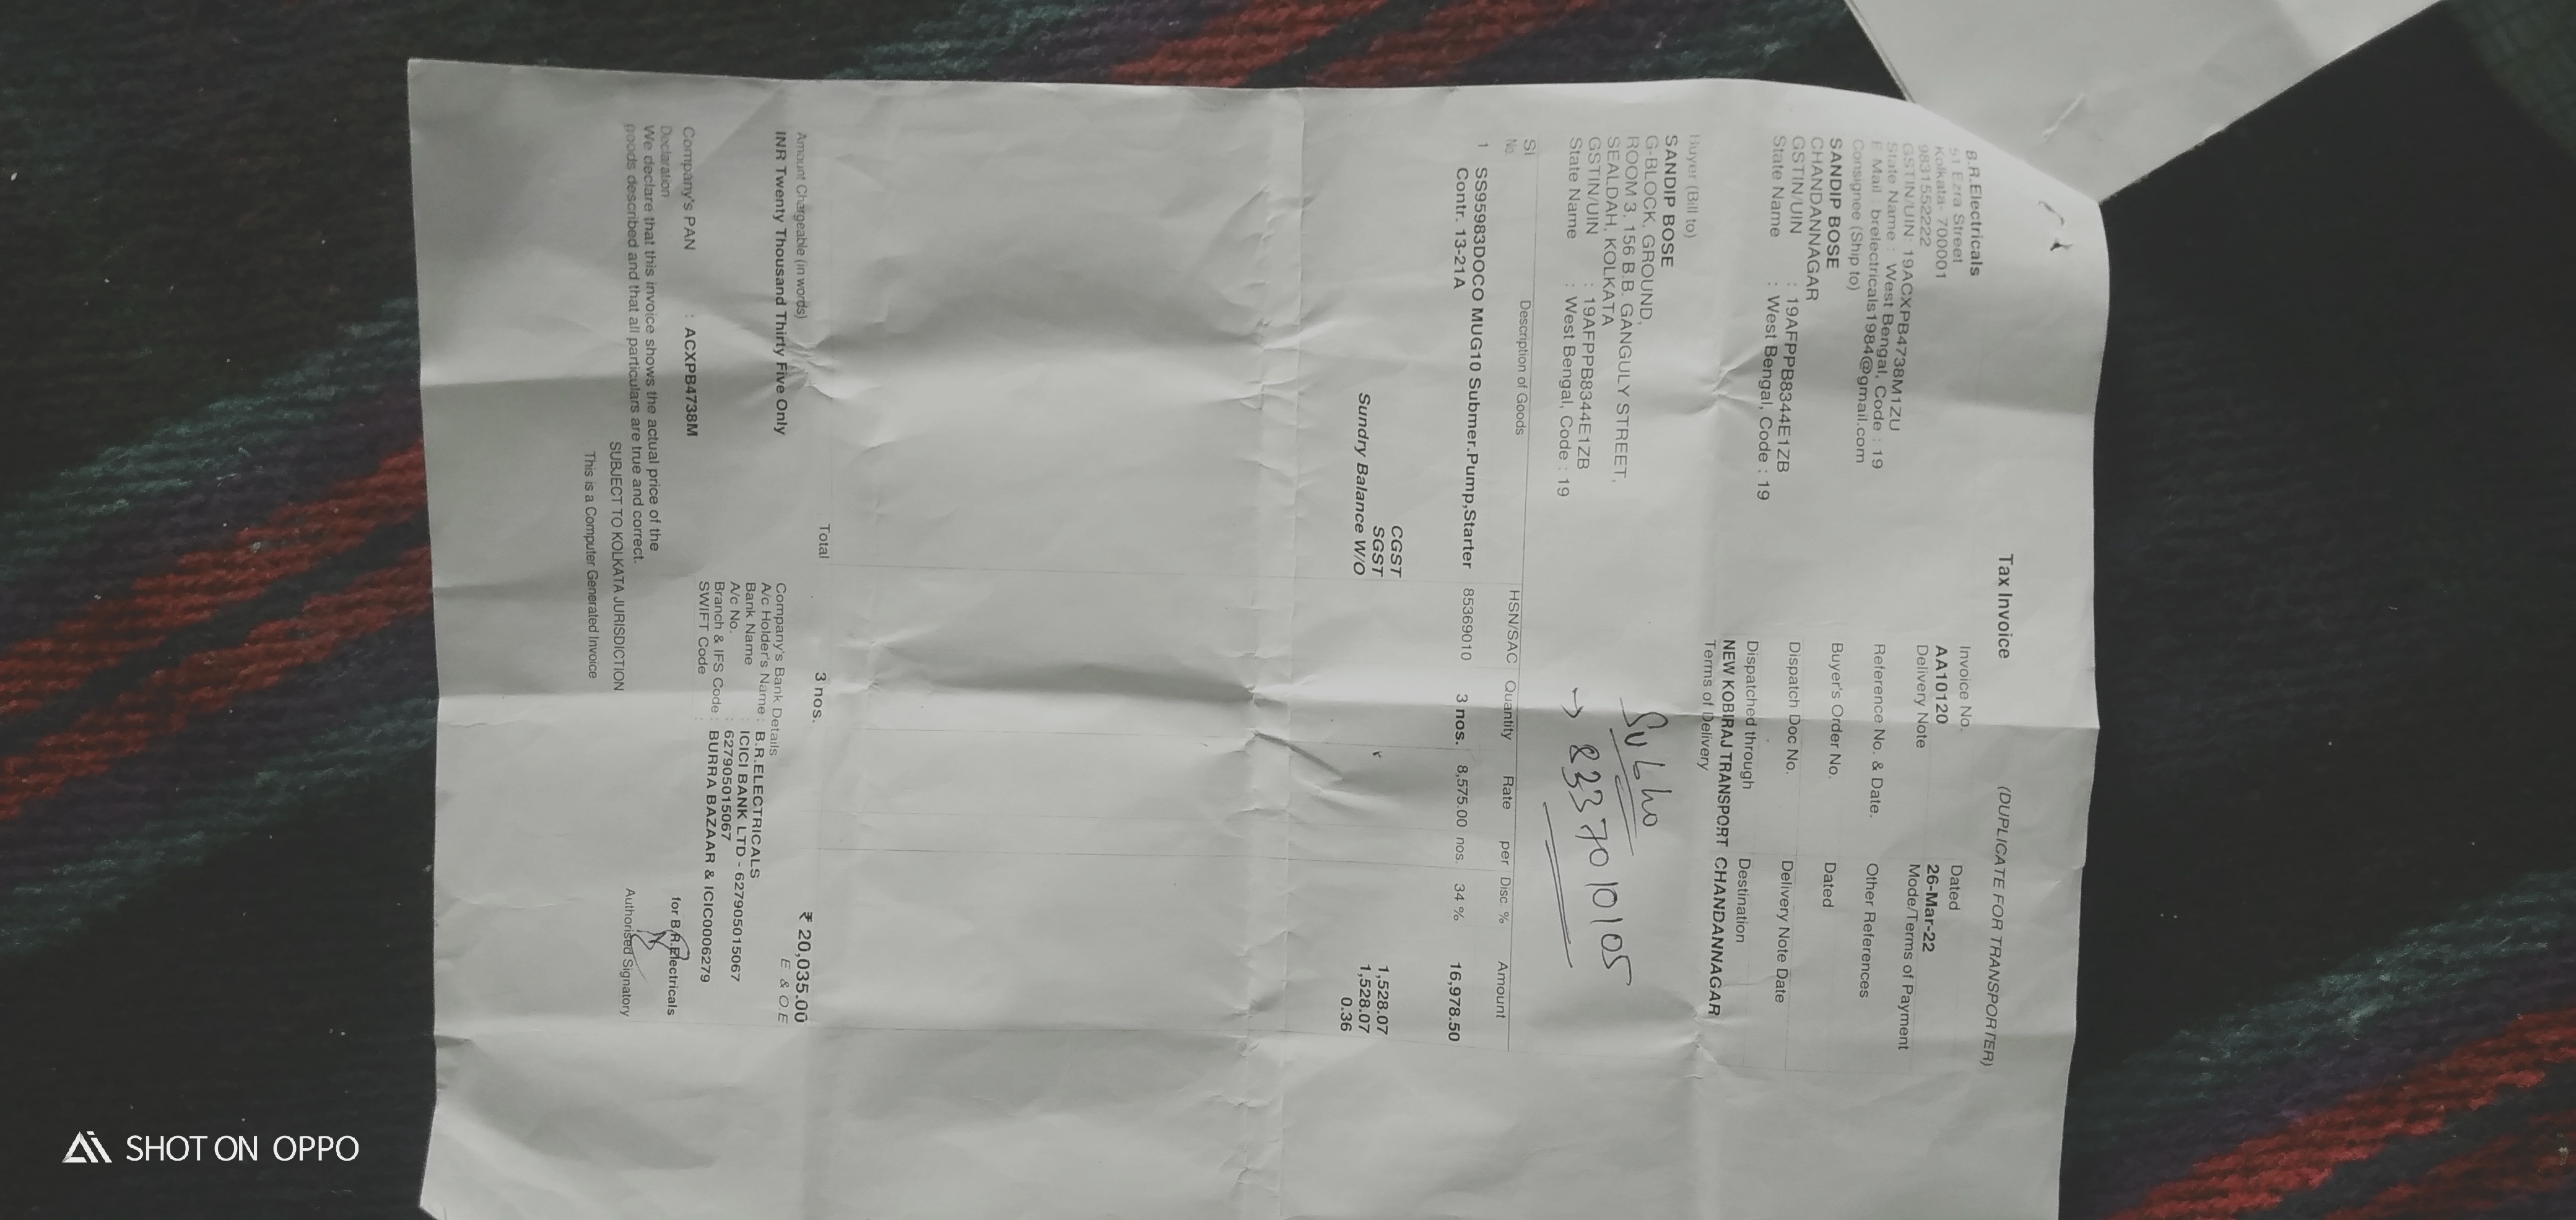 Tax Invoice
(DUPLICATE FOR TRANSPORTER)
B.R.Electricals
51 Ezra Street
Kolkata- 700001
9831552222
GSTIN/UIN: 19ACXPB4738M1ZU
State Name : West Bengal, Code : 19
E-Mail : brelectricals1984@gmail.com
Consignee (Ship to)
SANDIP BOSE
CHANDANNAGAR
GSTIN/UIN : 19AFPPB8344E1ZB
State Name : West Bengal, Code : 19
Buyer (Bill to)
SANDIP BOSE
G-BLOCK, GROUND,
ROOM 3, 156 B.B. GANGULY STREET,
SEALDAH, KOLKATA
GSTIN/UIN : 19AFPPB8344E1ZB
State Name : West Bengal, Code : 19
Invoice No. Dated
AA10120 26-Mar-22
Delivery Note Mode/Terms of Payment
Reference No. & Date. Other References
Buyer's Order No. Dated
Dispatch Doc No. Delivery Note Date
Dispatched through Destination
NEW KOBIRAJ TRANSPORT CHANDANNAGAR
Terms of Delivery
Subho
→ 8337010105
Sl No. Description of Goods HSN/SAC Quantity Rate per Disc. % Amount
1 SS95983DOCO MUG10 Submer.Pump,Starter 85369010 3 nos. 8,575.00 nos. 34 % 16,978.50
Contr. 13-21A
CGST 1,528.07
SGST 1,528.07
Sundry Balance W/O 0.36
Total 3 nos. ₹ 20,035.00
Amount Chargeable (in words) E & O E
INR Twenty Thousand Thirty Five Only
Company's Bank Details
A/c Holder's Name : B.R.ELECTRICALS
Bank Name : ICICI BANK LTD - 627905015067
A/c No. : 627905015067
Branch & IFS Code : BURRA BAZAAR & ICIC0006279
SWIFT Code :
Company's PAN : ACXPB4738M
Declaration
We declare that this invoice shows the actual price of the
goods described and that all particulars are true and correct.
for B.R.Electricals
Authorised Signatory
SUBJECT TO KOLKATA JURISDICTION
This is a Computer Generated Invoice
SHOT ON OPPO